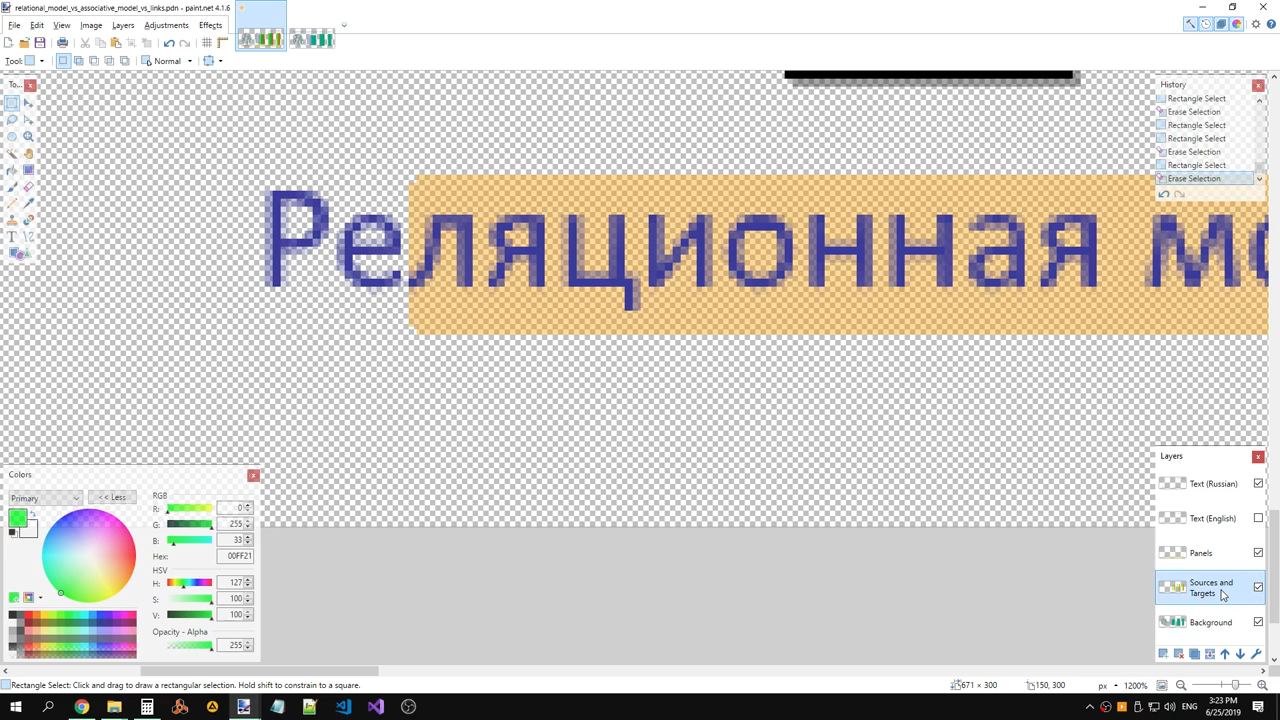 relational_model_vs_associative_model_vs_links.pdn - paint.net 4.1.6
File Edit View Image Layers Adjustments Effects
Tool: Normal
To...
History
Rectangle Select
Erase Selection
Rectangle Select
Rectangle Select
Erase Selection
Rectangle Select
Erase Selection
Реляционная мо
Layers
Text (Russian)
Text (English)
Panels
Sources and
Targets
Background
Colors
Primary
<< Less
RGB
R: 0
G: 255
B: 33
Hex: 00FF21
HSV
H: 127
S: 100
V: 100
Opacity - Alpha
255
Rectangle Select: Click and drag to draw a rectangular selection. Hold shift to constrain to a square.
671 × 300
150, 300
px
1200%
ENG
3:23 PM
6/25/2019